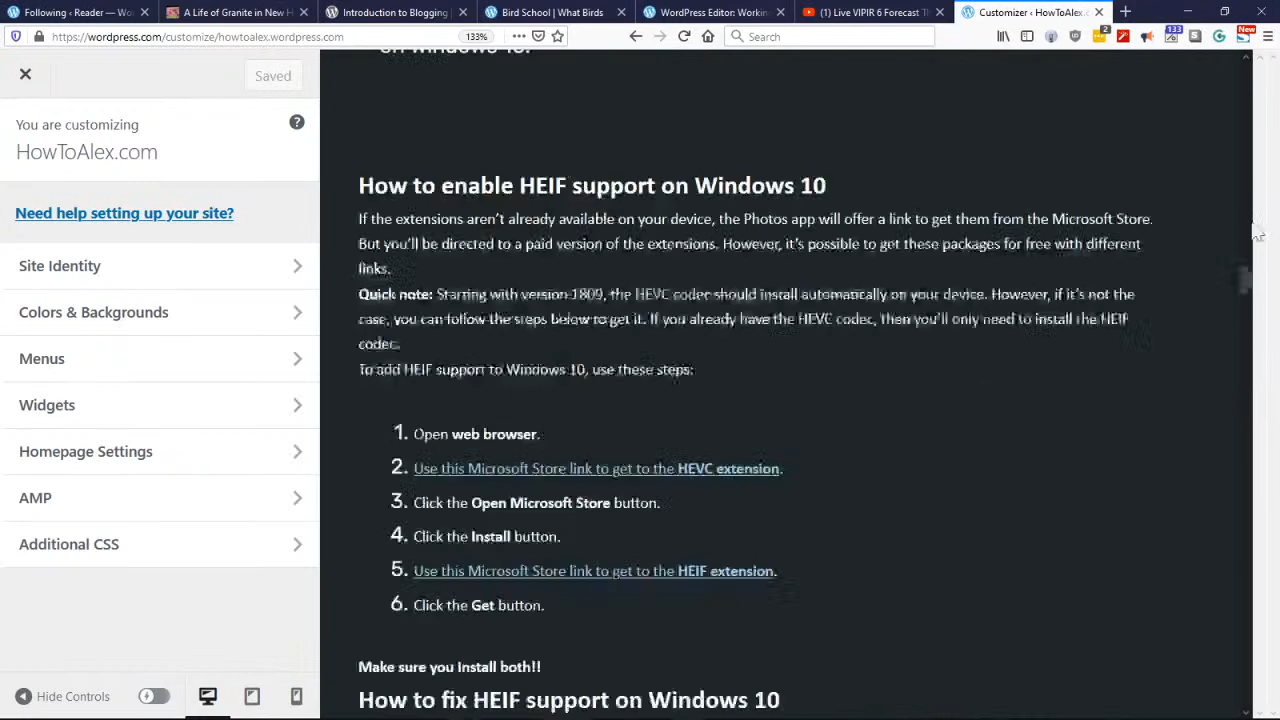 Following ‹ Reader — Wo
A Life of Granite in New H
Introduction to Blogging
Bird School | What Birds
WordPress Editor: Workin
(1) Live VIPIR 6 Forecast Th
Customizer ‹ HowToAlex.c
https://wordpress.com/customize/howtoalex.wordpress.com
133%
Search
2
133
New
on windows 10.
Saved
You are customizing
HowToAlex.com
Need help setting up your site?
Site Identity
Colors & Backgrounds
Menus
Widgets
Homepage Settings
AMP
Additional CSS
Hide Controls
How to enable HEIF support on Windows 10
If the extensions aren't already available on your device, the Photos app will offer a link to get them from the Microsoft Store.
But you'll be directed to a paid version of the extensions. However, it's possible to get these packages for free with different
links.
Quick note: Starting with version 1809, the HEVC codec should install automatically on your device. However, if it's not the
case, you can follow the steps below to get it. If you already have the HEVC codec, then you'll only need to install the HEIF
codec.
To add HEIF support to Windows 10, use these steps:
1. Open web browser.
2. Use this Microsoft Store link to get to the HEVC extension.
3. Click the Open Microsoft Store button.
4. Click the Install button.
5. Use this Microsoft Store link to get to the HEIF extension.
6. Click the Get button.
Make sure you Install both!!
How to fix HEIF support on Windows 10